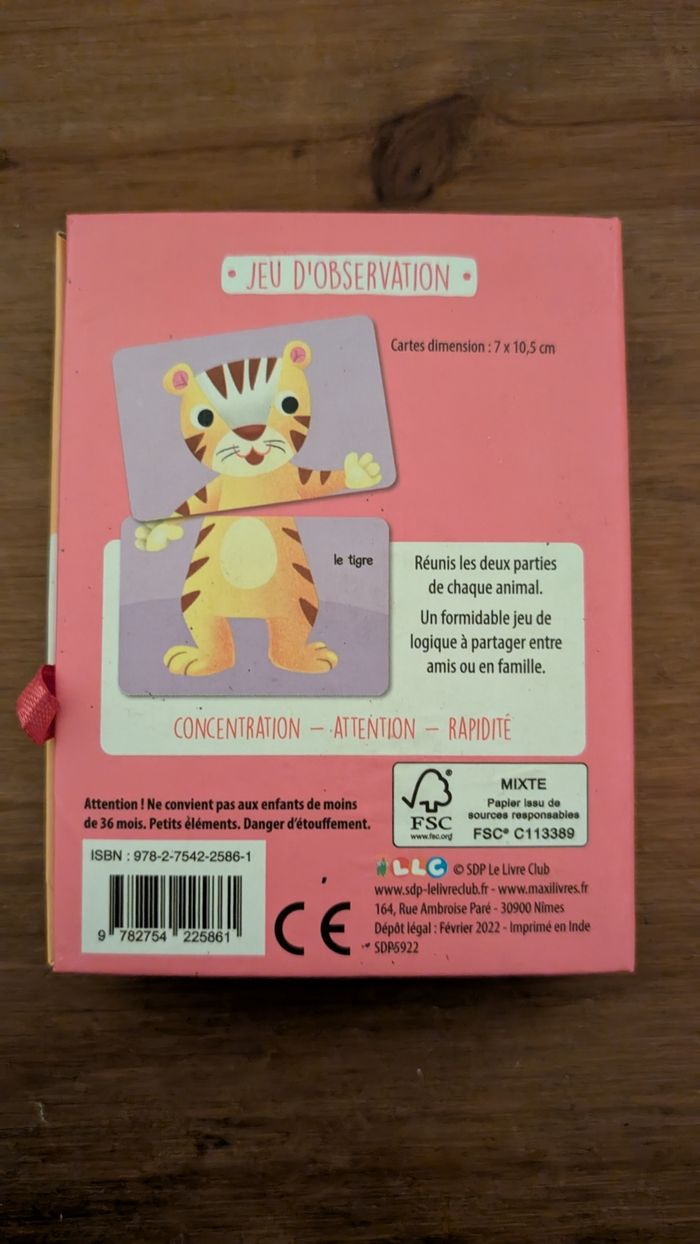 JEU D'OBSERVATION
Cartes dimension : 7 x 10,5 cm
le tigre
Réunis les deux parties
de chaque animal.
Un formidable jeu de
logique à partager entre
amis ou en famille.
CONCENTRATION – ATTENTION – RAPIDITÉ
Attention ! Ne convient pas aux enfants de moins
de 36 mois. Petits éléments. Danger d'étouffement.
FSC
www.fsc.org
MIXTE
Papier issu de
sources responsables
FSC® C113389
ISBN : 978-2-7542-2586-1
9 782754 225861
CE
LLC © SDP Le Livre Club
www.sdp-lelivreclub.fr - www.maxilivres.fr
164, Rue Ambroise Paré - 30900 Nîmes
Dépôt légal : Février 2022 - Imprimé en Inde
SDP5922